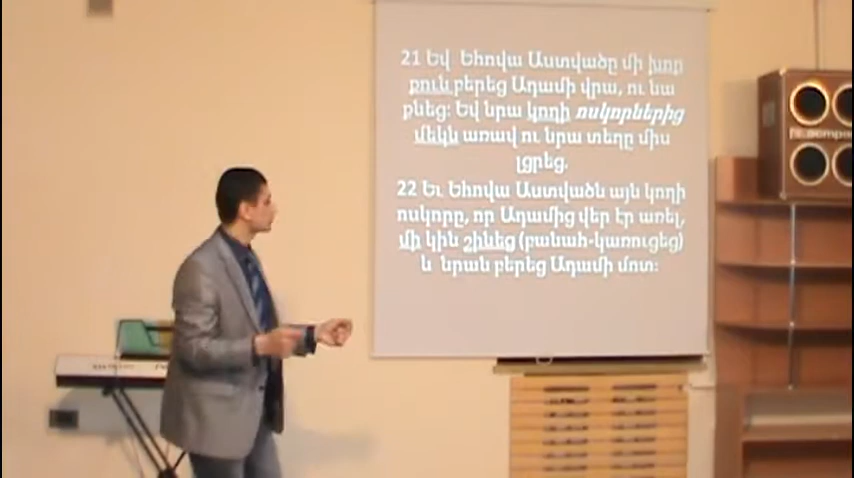 21 Եվ Եհովա Աստվածը մի խոր
քուն բերեց Ադամի վրա, ու նա
քնեց: Եվ նրա կողի ոսկորներից
մեկն առավ ու նրա տեղը միս
լցրեց.
22 Եւ Եհովա Աստվածն այն կողի
ոսկորը, որ Ադամից վեր էր առել,
մի կին շինեց (բանահ-կառուցեց)
և նրան բերեց Ադամի մոտ: